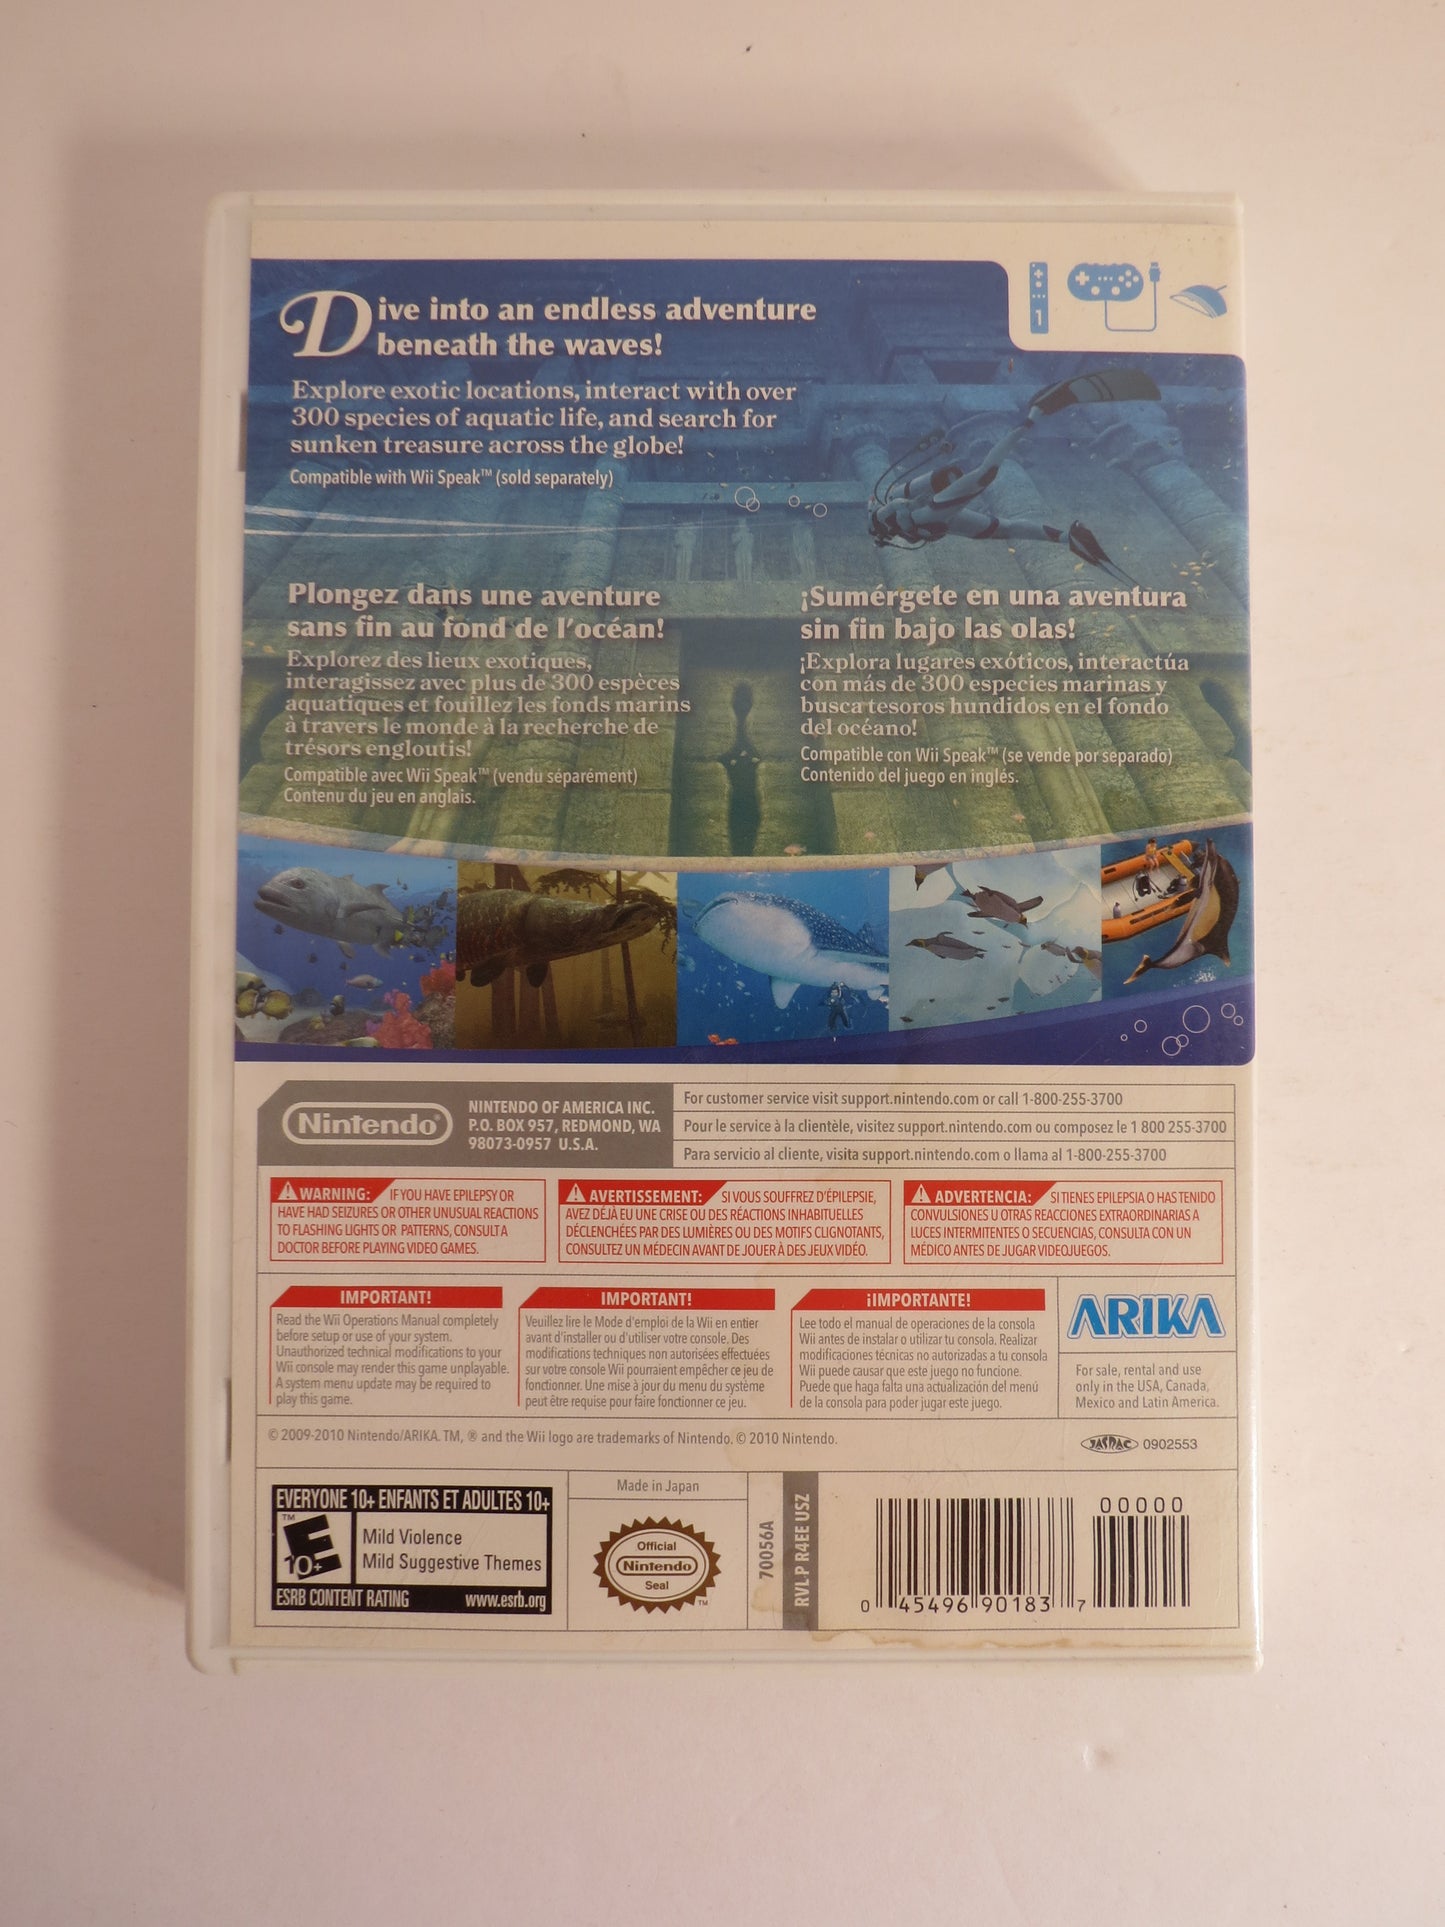 Dive into an endless adventure
beneath the waves!
Explore exotic locations, interact with over
300 species of aquatic life, and search for
sunken treasure across the globe!
Compatible with Wii Speak™ (sold separately)
1
Plongez dans une aventure
sans fin au fond de l'océan!
Explorez des lieux exotiques,
interagissez avec plus de 300 espèces
aquatiques et fouillez les fonds marins
à travers le monde à la recherche de
trésors engloutis!
Compatible avec Wii Speak™ (vendu séparément)
Contenu du jeu en anglais.
¡Sumérgete en una aventura
sin fin bajo las olas!
¡Explora lugares exóticos, interactúa
con más de 300 especies marinas y
busca tesoros hundidos en el fondo
del océano!
Compatible con Wii Speak™ (se vende por separado)
Contenido del juego en inglés.
Nintendo®
NINTENDO OF AMERICA INC.
P.O. BOX 957, REDMOND, WA
98073-0957 U.S.A.
For customer service visit support.nintendo.com or call 1-800-255-3700
Pour le service à la clientèle, visitez support.nintendo.com ou composez le 1 800 255-3700
Para servicio al cliente, visita support.nintendo.com o llama al 1-800-255-3700
WARNING: IF YOU HAVE EPILEPSY OR
HAVE HAD SEIZURES OR OTHER UNUSUAL REACTIONS
TO FLASHING LIGHTS OR PATTERNS, CONSULT A
DOCTOR BEFORE PLAYING VIDEO GAMES.
AVERTISSEMENT: SI VOUS SOUFFREZ D'ÉPILEPSIE,
AVEZ DÉJÀ EU UNE CRISE OU DES RÉACTIONS INHABITUELLES
DÉCLENCHÉES PAR DES LUMIÈRES OU DES MOTIFS CLIGNOTANTS,
CONSULTEZ UN MÉDECIN AVANT DE JOUER À DES JEUX VIDÉO.
ADVERTENCIA: SI TIENES EPILEPSIA O HAS TENIDO
CONVULSIONES U OTRAS REACCIONES EXTRAORDINARIAS A
LUCES INTERMITENTES O SECUENCIAS, CONSULTA CON UN
MÉDICO ANTES DE JUGAR VIDEOJUEGOS.
IMPORTANT!
Read the Wii Operations Manual completely
before setup or use of your system.
Unauthorized technical modifications to your
Wii console may render this game unplayable.
A system menu update may be required to
play this game.
IMPORTANT!
Veuillez lire le Mode d'emploi de la Wii en entier
avant d'installer ou d'utiliser votre console. Des
modifications techniques non autorisées effectuées
sur votre console Wii pourraient empêcher ce jeu de
fonctionner. Une mise à jour du menu du système
peut être requise pour faire fonctionner ce jeu.
¡IMPORTANTE!
Lee todo el manual de operaciones de la consola
Wii antes de instalar o utilizar tu consola. Realizar
modificaciones técnicas no autorizadas a tu consola
Wii puede causar que este juego no funcione.
Puede que haga falta una actualización del menú
de la consola para poder jugar este juego.
ARIKA
For sale, rental and use
only in the USA, Canada,
Mexico and Latin America.
© 2009-2010 Nintendo/ARIKA. TM, ® and the Wii logo are trademarks of Nintendo. © 2010 Nintendo.
JASRAC 0902553
EVERYONE 10+ ENFANTS ET ADULTES 10+
™
E
10+
Mild Violence
Mild Suggestive Themes
ESRB CONTENT RATING www.esrb.org
Made in Japan
Official
Nintendo
Seal
™
70056A
RVL P R4EE USZ
00000
0 45496 90183 7